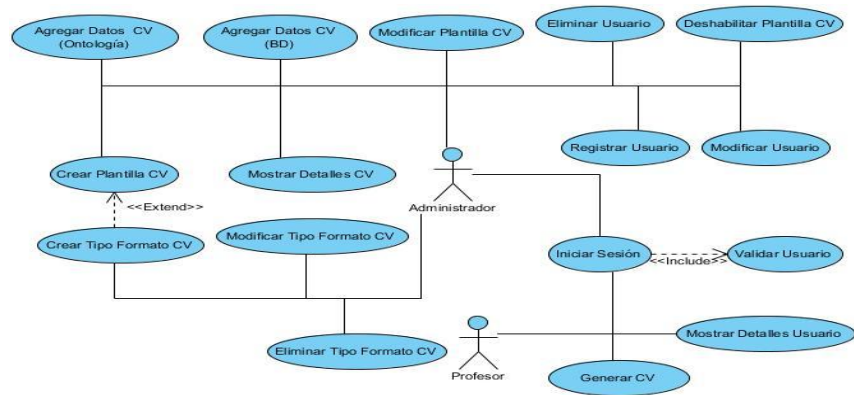 Agregar Datos CV
(Ontología)
Agregar Datos CV
(BD)
Modificar Plantilla CV
Eliminar Usuario
Deshabilitar Plantilla CV
Registrar Usuario
Modificar Usuario
Crear Plantilla CV
Mostrar Detalles CV
<<Extend>>
Administrador
Crear Tipo Formato CV
Modificar Tipo Formato CV
Iniciar Sesión
<<Include>>
Validar Usuario
Eliminar Tipo Formato CV
Profesor
Mostrar Detalles Usuario
Generar CV